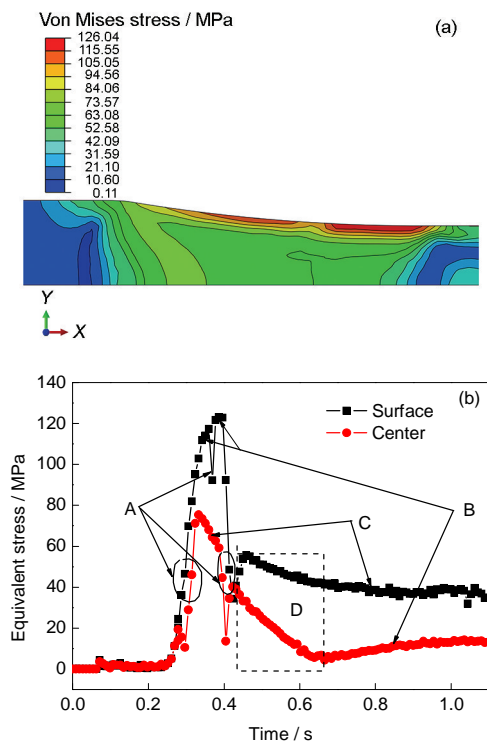 Von Mises stress / MPa
(a)
126.04
115.55
105.05
94.56
84.06
73.57
63.08
52.58
42.09
31.59
21.10
10.60
0.11
Y
X
(b)
Surface
Center
A
B
C
D
Equivalent stress / MPa
140
120
100
80
60
40
20
0
0.0 0.2 0.4 0.6 0.8 1.0
Time / s